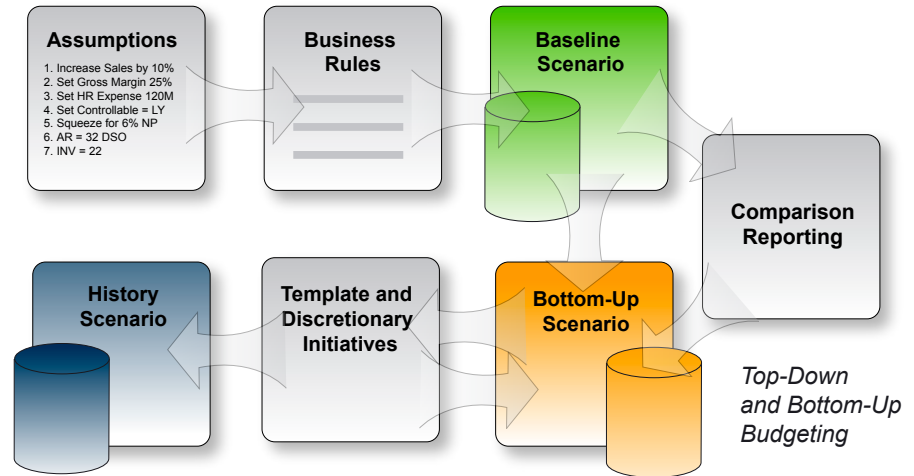 Assumptions
1. Increase Sales by 10%
2. Set Gross Margin 25%
3. Set HR Expense 120M
4. Set Controllable = LY
5. Squeeze for 6% NP
6. AR = 32 DSO
7. INV = 22
Business
Rules
Baseline
Scenario
Comparison
Reporting
History
Scenario
Template and
Discretionary
Initiatives
Bottom-Up
Scenario
Top-Down
and Bottom-Up
Budgeting